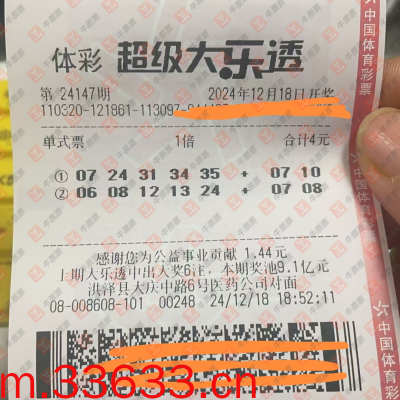 体彩 超级大乐透
第 24147期 2024年12月18日开奖
110320-121861-113097-
单式票 1倍 合计4元
① 07 24 31 34 35 + 07 10
② 06 08 12 13 24 + 07 08
感谢您为公益事业贡献 1.44元
上期大乐透中出大奖6注，本期奖池9.1亿元
洪泽县大庆中路6号医药公司对面
08-008608-101 00248 24/12/18 18:52:11
m.33633.cn
中国体育彩票
中国体育彩票